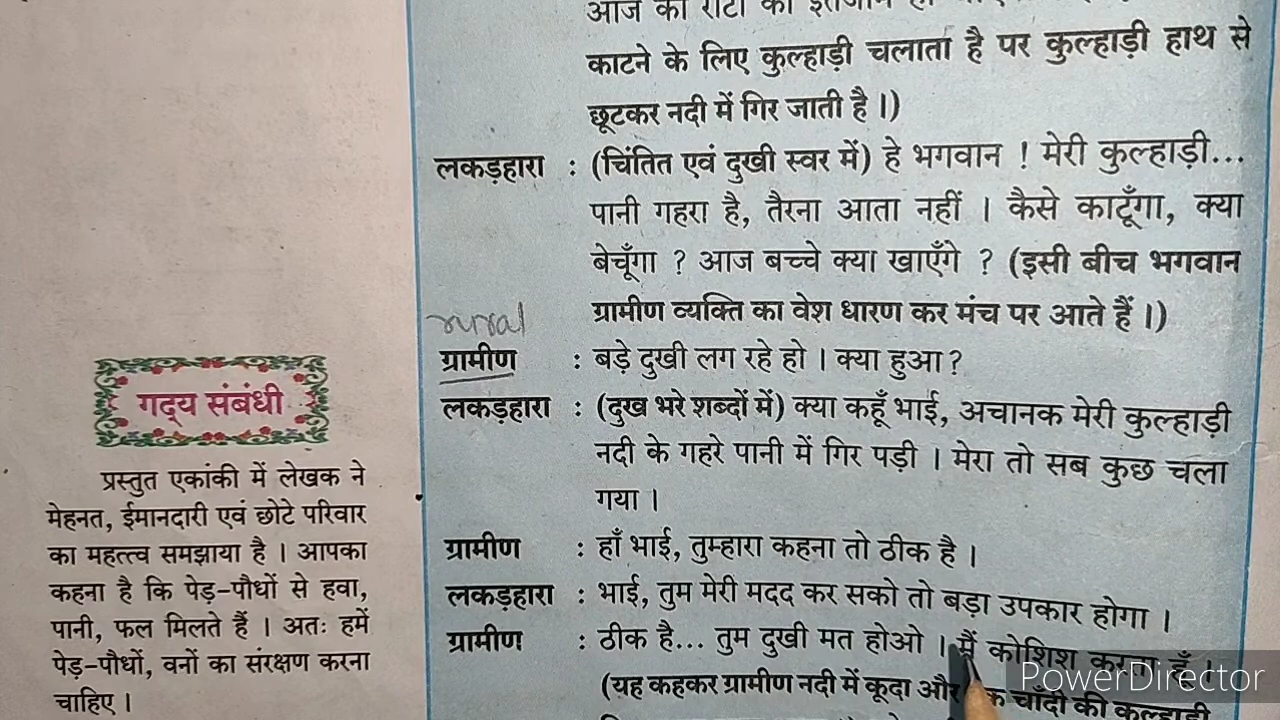 काटने के लिए कुल्हाड़ी चलाता है पर कुल्हाड़ी हाथ से
छूटकर नदी में गिर जाती है ।)
लकड़हारा : (चिंतित एवं दुखी स्वर में) हे भगवान ! मेरी कुल्हाड़ी...
पानी गहरा है, तैरना आता नहीं । कैसे काटूँगा, क्या
बेचूँगा ? आज बच्चे क्या खाएँगे ? (इसी बीच भगवान
ग्रामीण व्यक्ति का वेश धारण कर मंच पर आते हैं ।)
rural
ग्रामीण : बड़े दुखी लग रहे हो । क्या हुआ ?
लकड़हारा : (दुख भरे शब्दों में) क्या कहूँ भाई, अचानक मेरी कुल्हाड़ी
नदी के गहरे पानी में गिर पड़ी । मेरा तो सब कुछ चला
गया ।
ग्रामीण : हाँ भाई, तुम्हारा कहना तो ठीक है ।
लकड़हारा : भाई, तुम मेरी मदद कर सको तो बड़ा उपकार होगा ।
ग्रामीण : ठीक है... तुम दुखी मत होओ । मैं कोशिश करता हूँ ।
(यह कहकर ग्रामीण नदी में कूदा और चाँदी की कुल्हाड़ी
गद्य संबंधी
प्रस्तुत एकांकी में लेखक ने
मेहनत, ईमानदारी एवं छोटे परिवार
का महत्त्व समझाया है । आपका
कहना है कि पेड़-पौधों से हवा,
पानी, फल मिलते हैं । अतः हमें
पेड़-पौधों, वनों का संरक्षण करना
चाहिए ।
PowerDirector